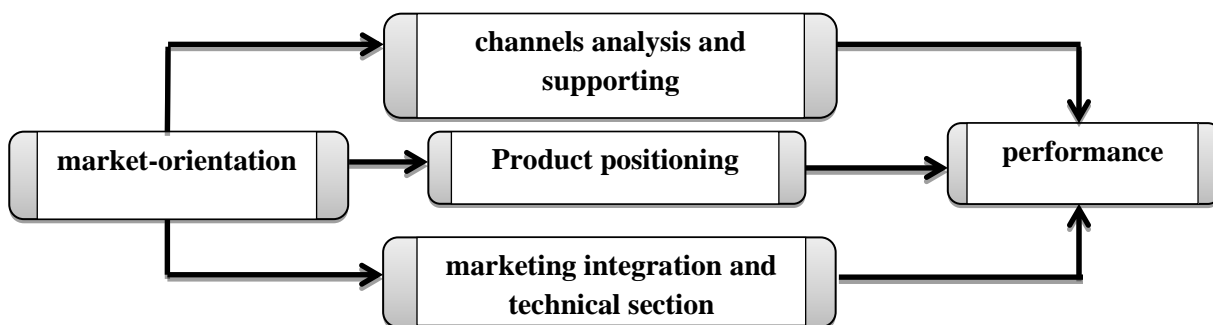 channels analysis and
supporting
market-orientation
Product positioning
performance
marketing integration and
technical section